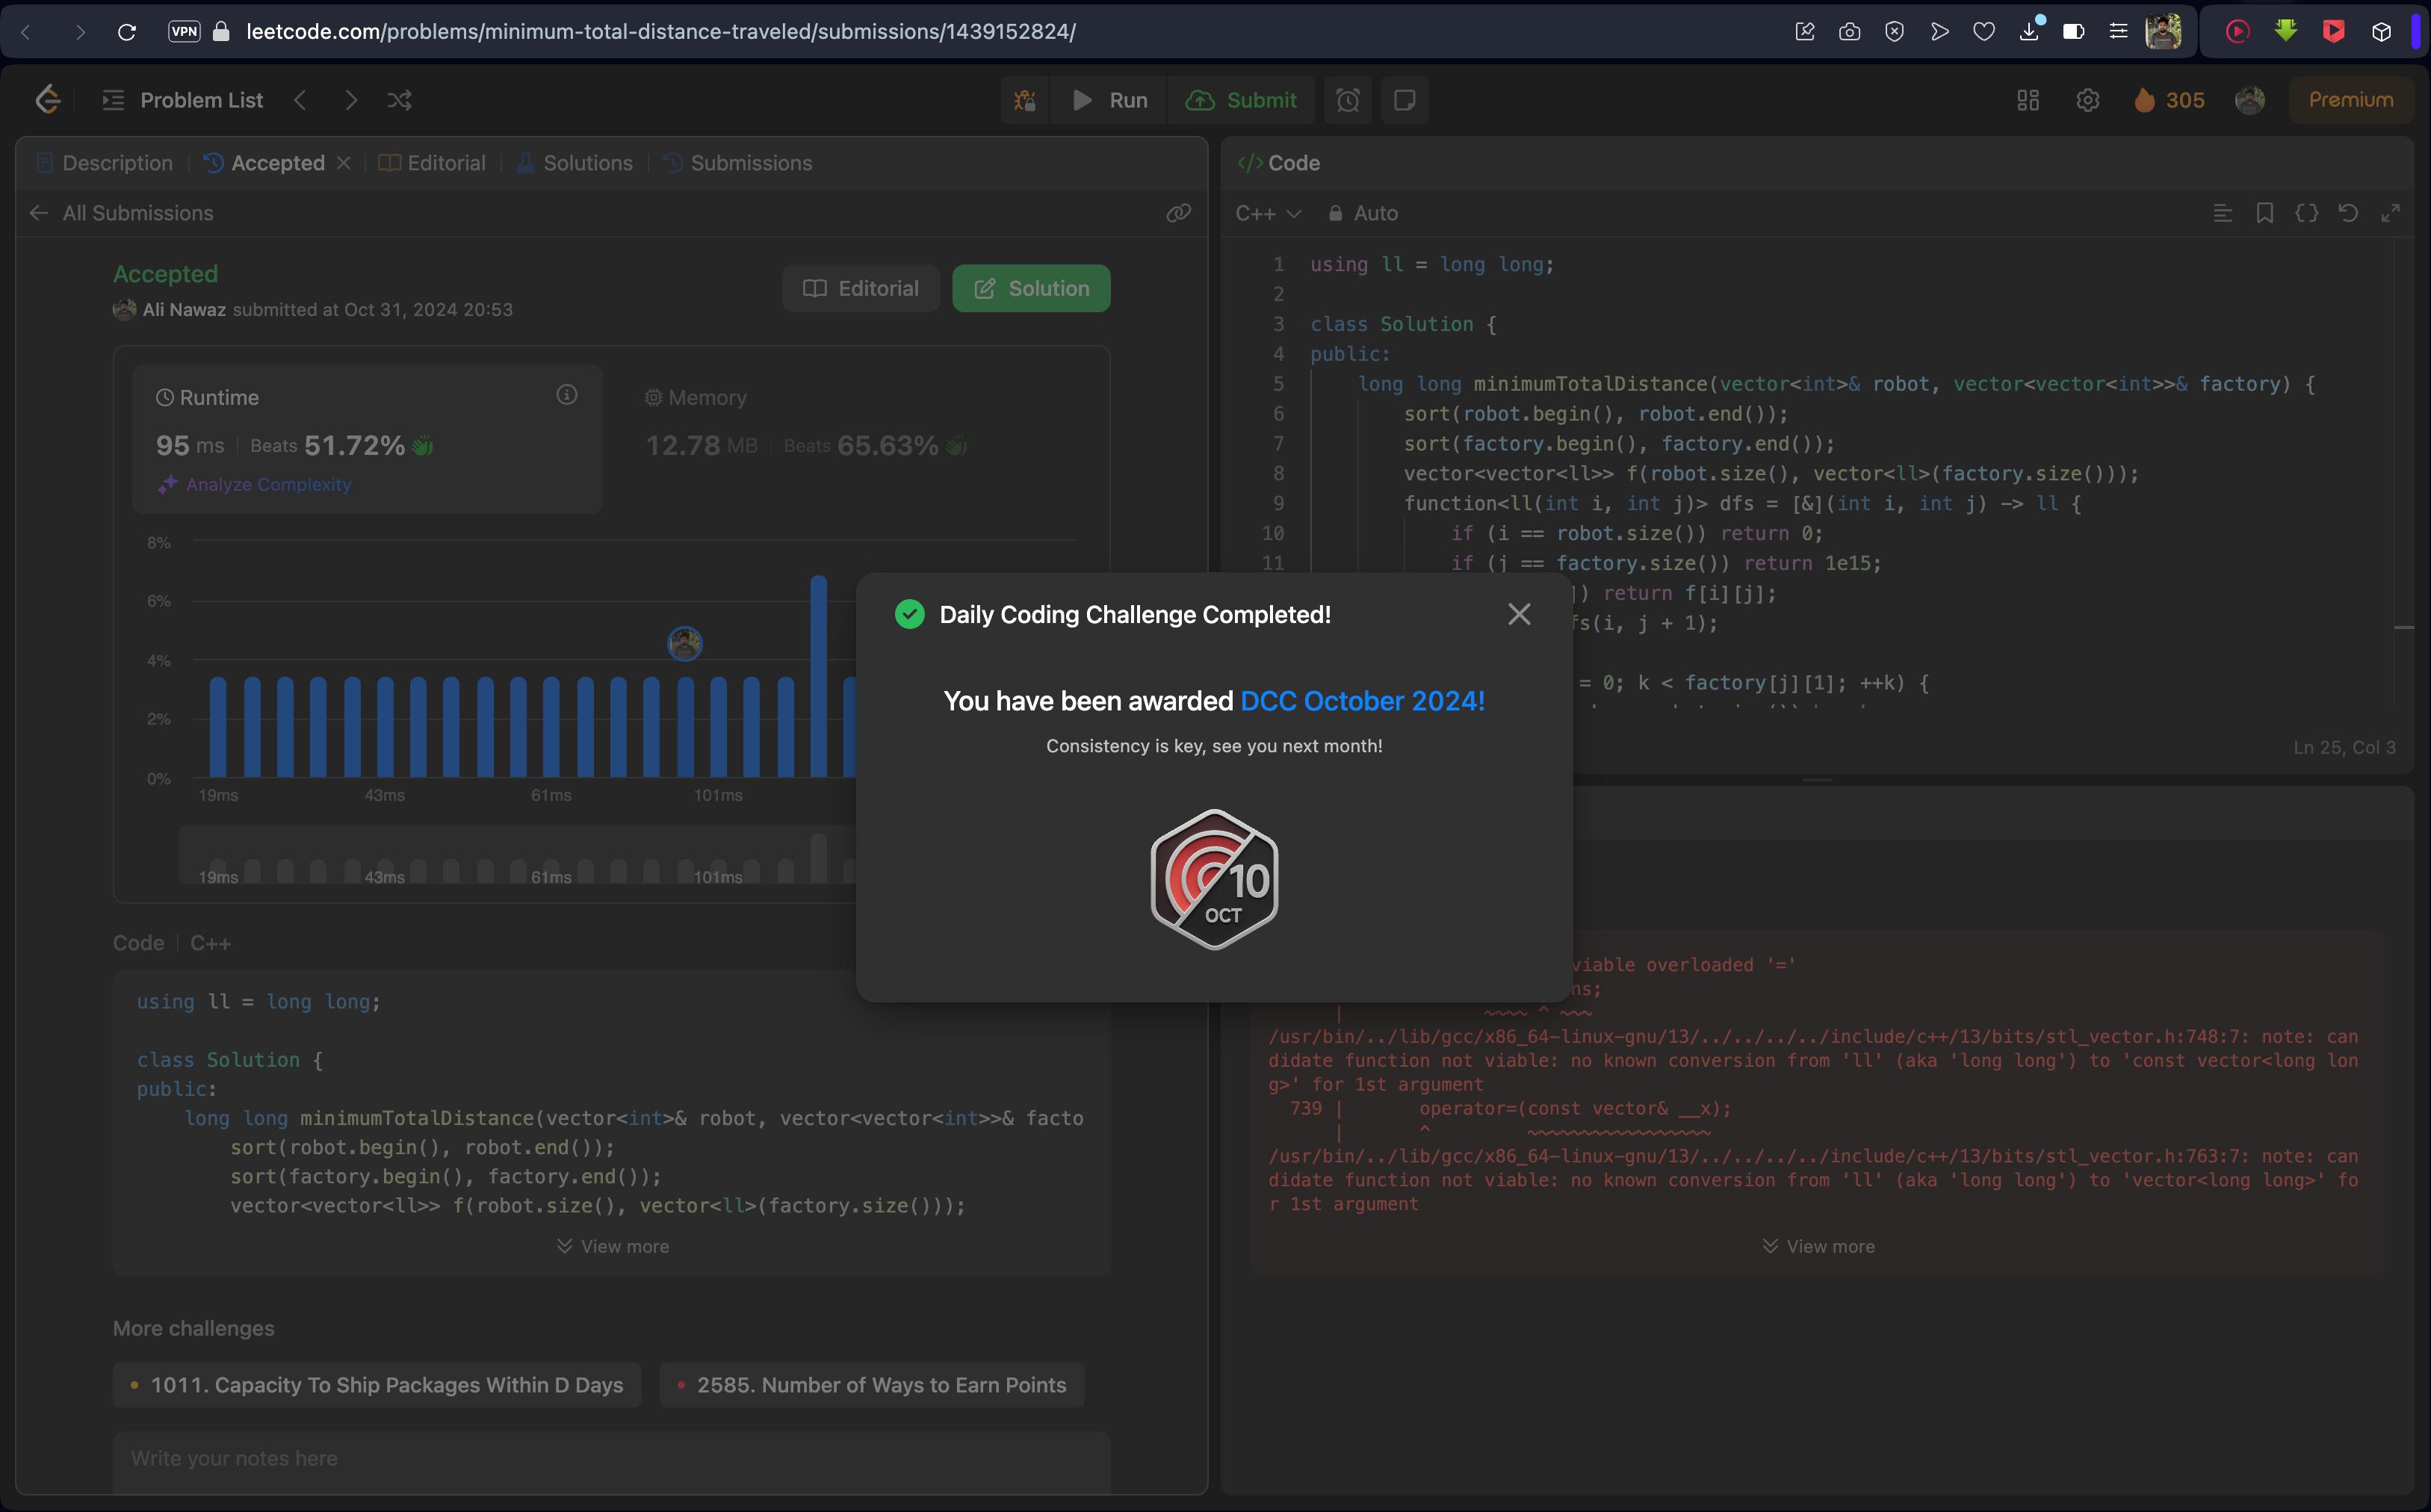 VPN
leetcode.com/problems/minimum-total-distance-traveled/submissions/1439152824/
Problem List
Run
Submit
305
Premium
Description
Accepted
Editorial
Solutions
Submissions
All Submissions
Accepted
Ali Nawaz submitted at Oct 31, 2024 20:53
Editorial
Solution
Runtime
95 ms | Beats 51.72%
Analyze Complexity
Memory
12.78 MB | Beats 65.63%
8%
6%
4%
2%
0%
19ms 43ms 61ms 101ms
19ms 43ms 61ms 101ms
Code | C++
using ll = long long;
class Solution {
public:
long long minimumTotalDistance(vector<int>& robot, vector<vector<int>>& facto
sort(robot.begin(), robot.end());
sort(factory.begin(), factory.end());
vector<vector<ll>> f(robot.size(), vector<ll>(factory.size()));
View more
More challenges
1011. Capacity To Ship Packages Within D Days
2585. Number of Ways to Earn Points
Write your notes here
</> Code
C++
Auto
1 using ll = long long;
2
3 class Solution {
4 public:
5 long long minimumTotalDistance(vector<int>& robot, vector<vector<int>>& factory) {
6 sort(robot.begin(), robot.end());
7 sort(factory.begin(), factory.end());
8 vector<vector<ll>> f(robot.size(), vector<ll>(factory.size()));
9 function<ll(int i, int j)> dfs = [&](int i, int j) -> ll {
10 if (i == robot.size()) return 0;
11 if (j == factory.size()) return 1e15;
]) return f[i][j];
fs(i, j + 1);
= 0; k < factory[j][1]; ++k) {
Ln 25, Col 3
Daily Coding Challenge Completed!
You have been awarded DCC October 2024!
Consistency is key, see you next month!
10
OCT
viable overloaded '='
ns;
| ~~~~ ^ ~~~
/usr/bin/../lib/gcc/x86_64-linux-gnu/13/../../../../include/c++/13/bits/stl_vector.h:748:7: note: can
didate function not viable: no known conversion from 'll' (aka 'long long') to 'const vector<long lon
g>' for 1st argument
739 | operator=(const vector& __x);
| ^ ~~~~~~~~~~~~~~~~~
/usr/bin/../lib/gcc/x86_64-linux-gnu/13/../../../../include/c++/13/bits/stl_vector.h:763:7: note: can
didate function not viable: no known conversion from 'll' (aka 'long long') to 'vector<long long>' fo
r 1st argument
View more